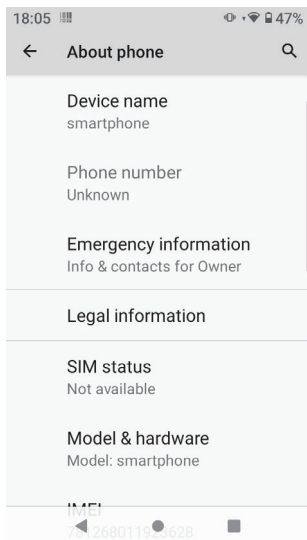 18:05 47%
About phone
Device name
smartphone
Phone number
Unknown
Emergency information
Info & contacts for Owner
Legal information
SIM status
Not available
Model & hardware
Model: smartphone
IMEI